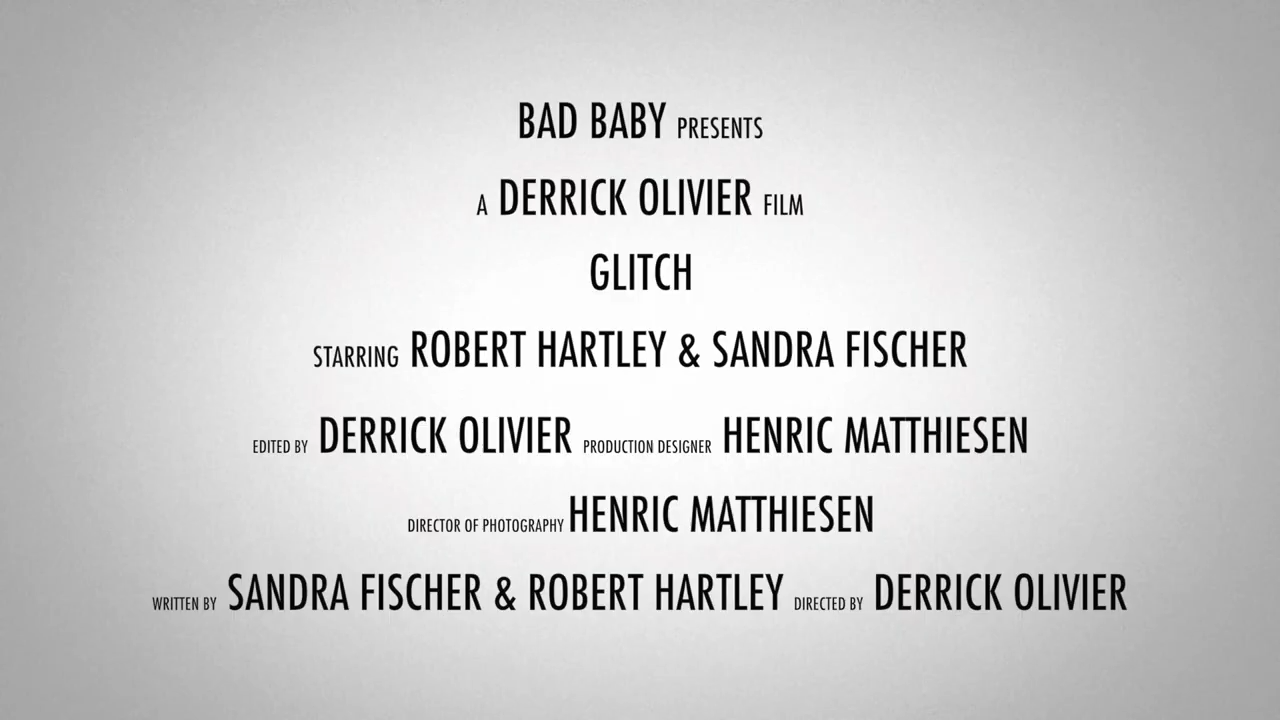 BAD BABY PRESENTS
A DERRICK OLIVIER FILM
GLITCH
STARRING ROBERT HARTLEY & SANDRA FISCHER
EDITED BY DERRICK OLIVIER PRODUCTION DESIGNER HENRIC MATTHIESEN
DIRECTOR OF PHOTOGRAPHY HENRIC MATTHIESEN
WRITTEN BY SANDRA FISCHER & ROBERT HARTLEY DIRECTED BY DERRICK OLIVIER